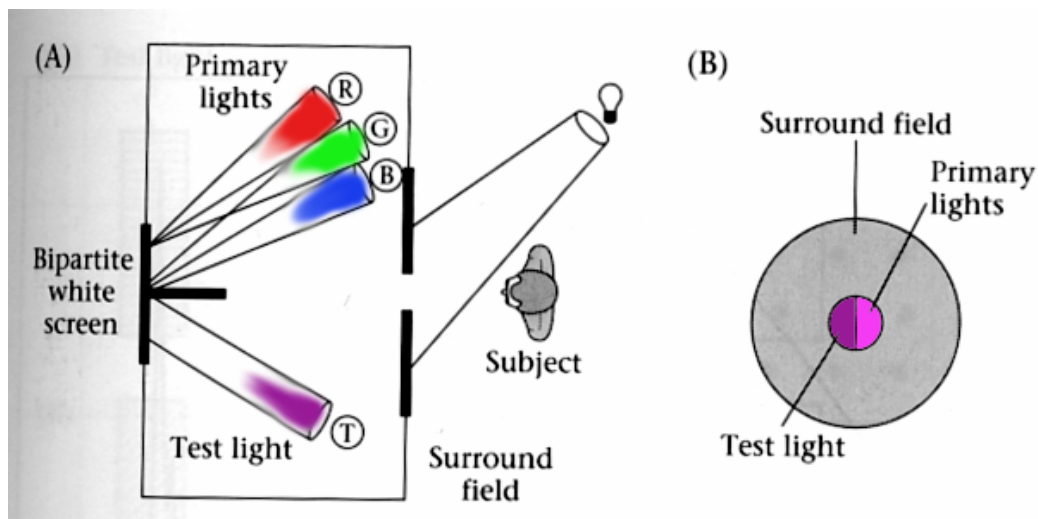 (A)
Primary
lights
R
G
B
Bipartite
white
screen
Test light
T
Subject
Surround
field
(B)
Surround field
Primary
lights
Test light